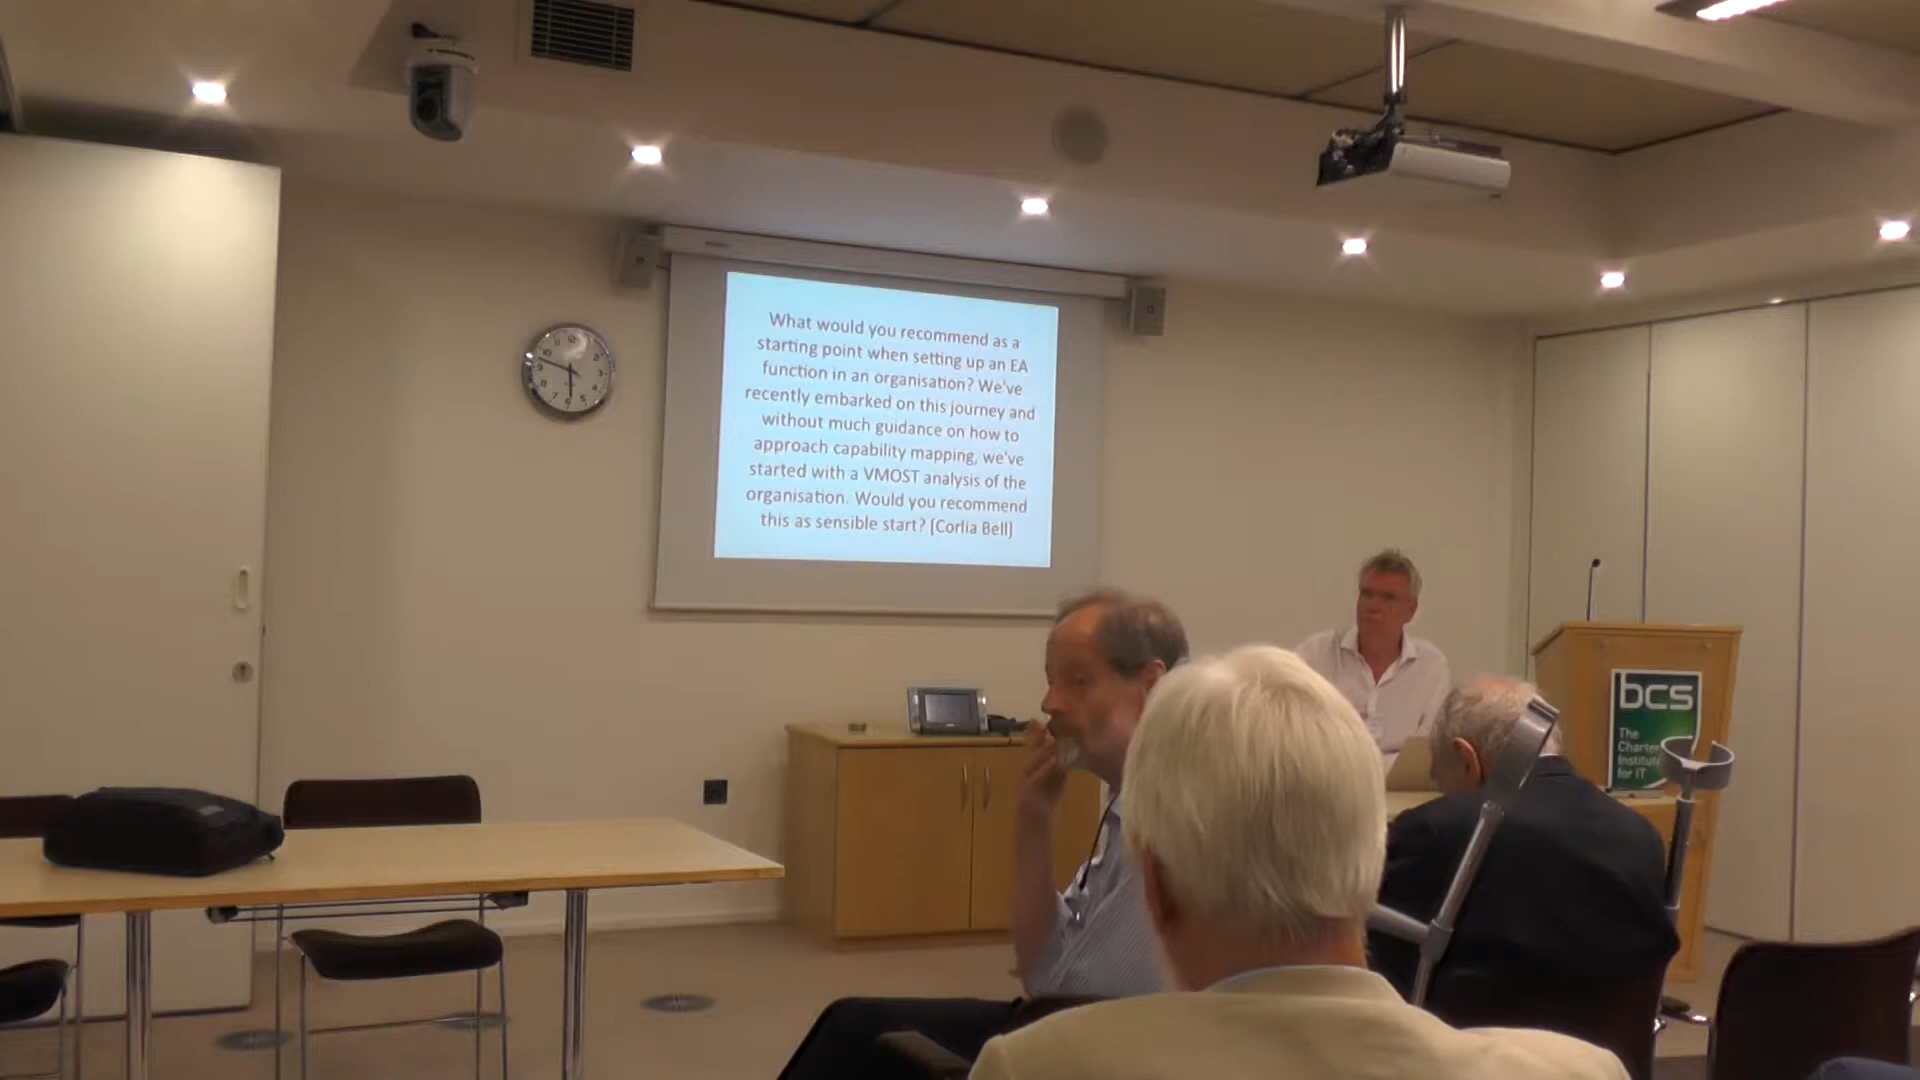 What would you recommend as a
starting point when setting up an EA
function in an organisation? We've
recently embarked on this journey and
without much guidance on how to
approach capability mapping, we've
started with a VMOST analysis of the
organisation. Would you recommend
this as sensible start? [Corlia Bell]
bcs
The
Institute
for IT